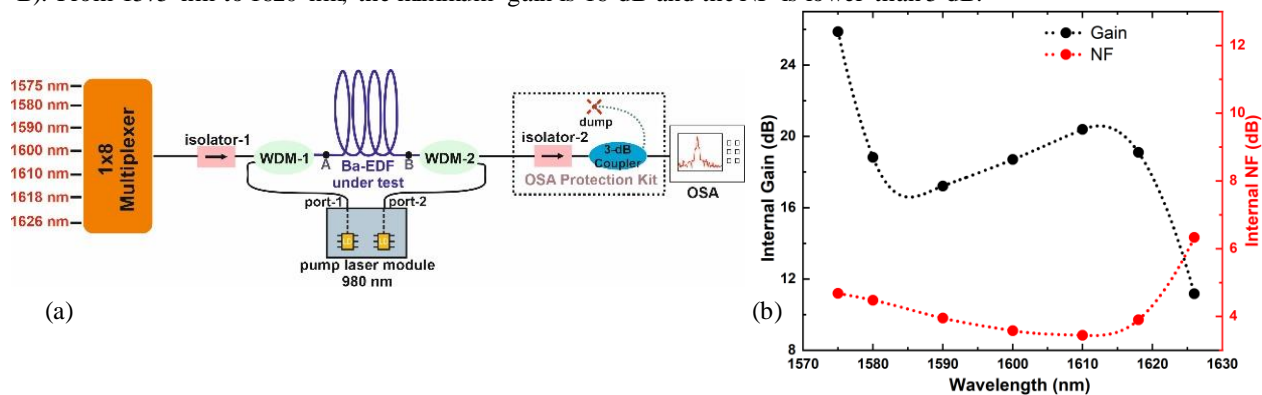 B). From 1575 nm to 1620 nm, the minimum gain is 16 dB and the NF is lower than 5 dB.
1575 nm
1580 nm
1590 nm
1600 nm
1610 nm
1618 nm
1626 nm
1x8
Multiplexer
isolator-1
WDM-1
A
Ba-EDF
under test
B
WDM-2
port-1
port-2
pump laser module
980 nm
dump
isolator-2
3-dB
Coupler
OSA Protection Kit
OSA
(a)
Internal Gain (dB)
24
20
16
12
8
Gain
NF
12
10
8
6
4
Internal NF (dB)
1570
1580
1590
1600
1610
1620
1630
Wavelength (nm)
(b)